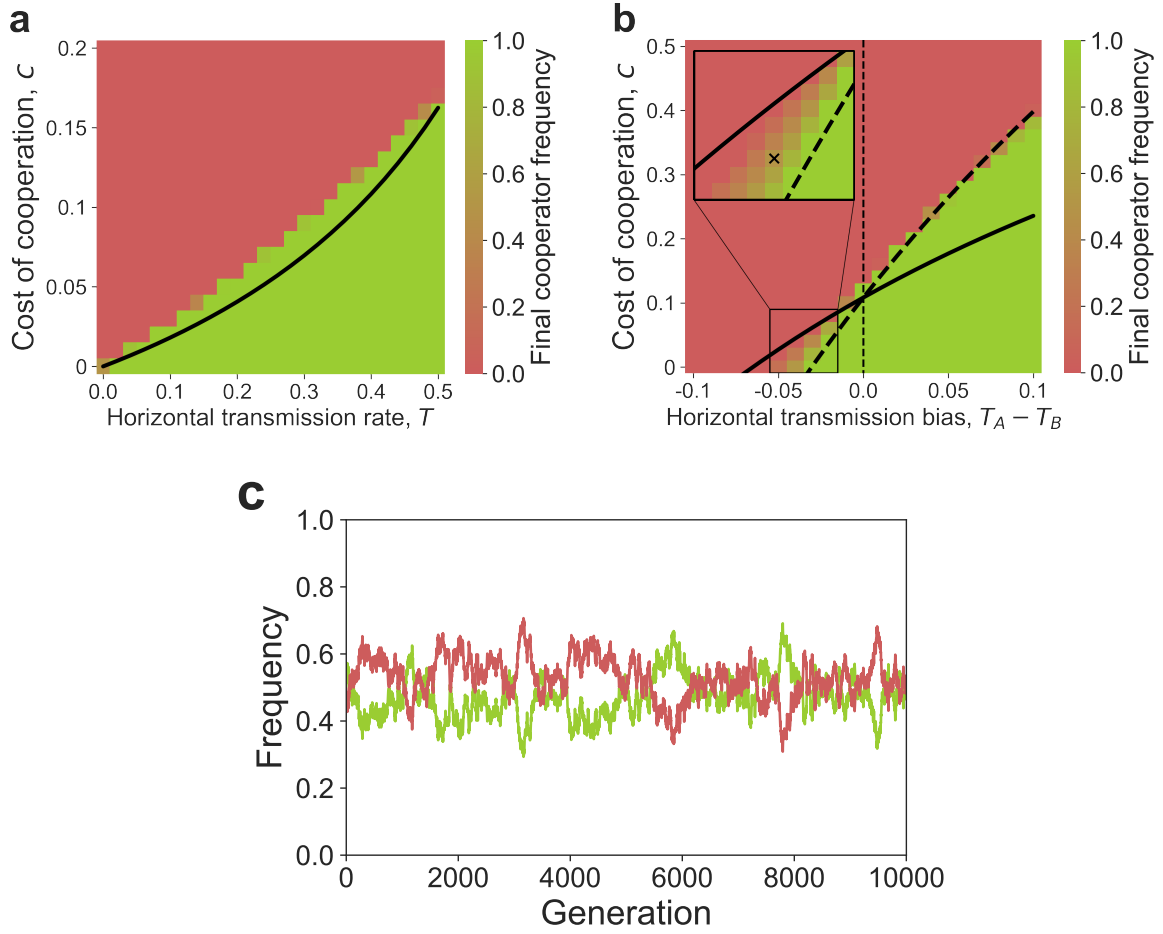 a
0.2
0.15
0.1
0.05
0
Cost of cooperation, C
0.0 0.1 0.2 0.3 0.4 0.5
Horizontal transmission rate, T
1.0
0.8
0.6
0.4
0.2
0.0
Final cooperator frequency
b
0.5
0.4
0.3
0.2
0.1
0
Cost of cooperation, C
-0.1 -0.05 0.0 0.05 0.1
Horizontal transmission bias, T_A − T_B
1.0
0.8
0.6
0.4
0.2
0.0
Final cooperator frequency
c
1.0
0.8
0.6
0.4
0.2
0.0
Frequency
0 2000 4000 6000 8000 10000
Generation